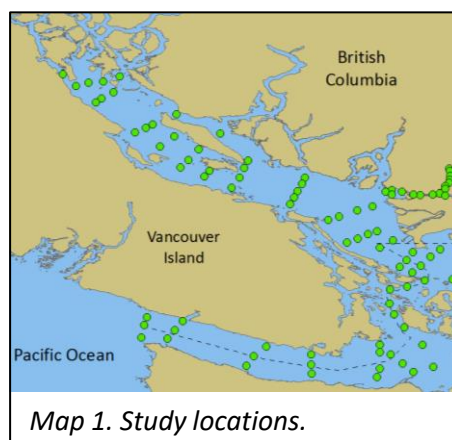 British
Columbia
Vancouver
Island
Pacific Ocean
Map 1. Study locations.